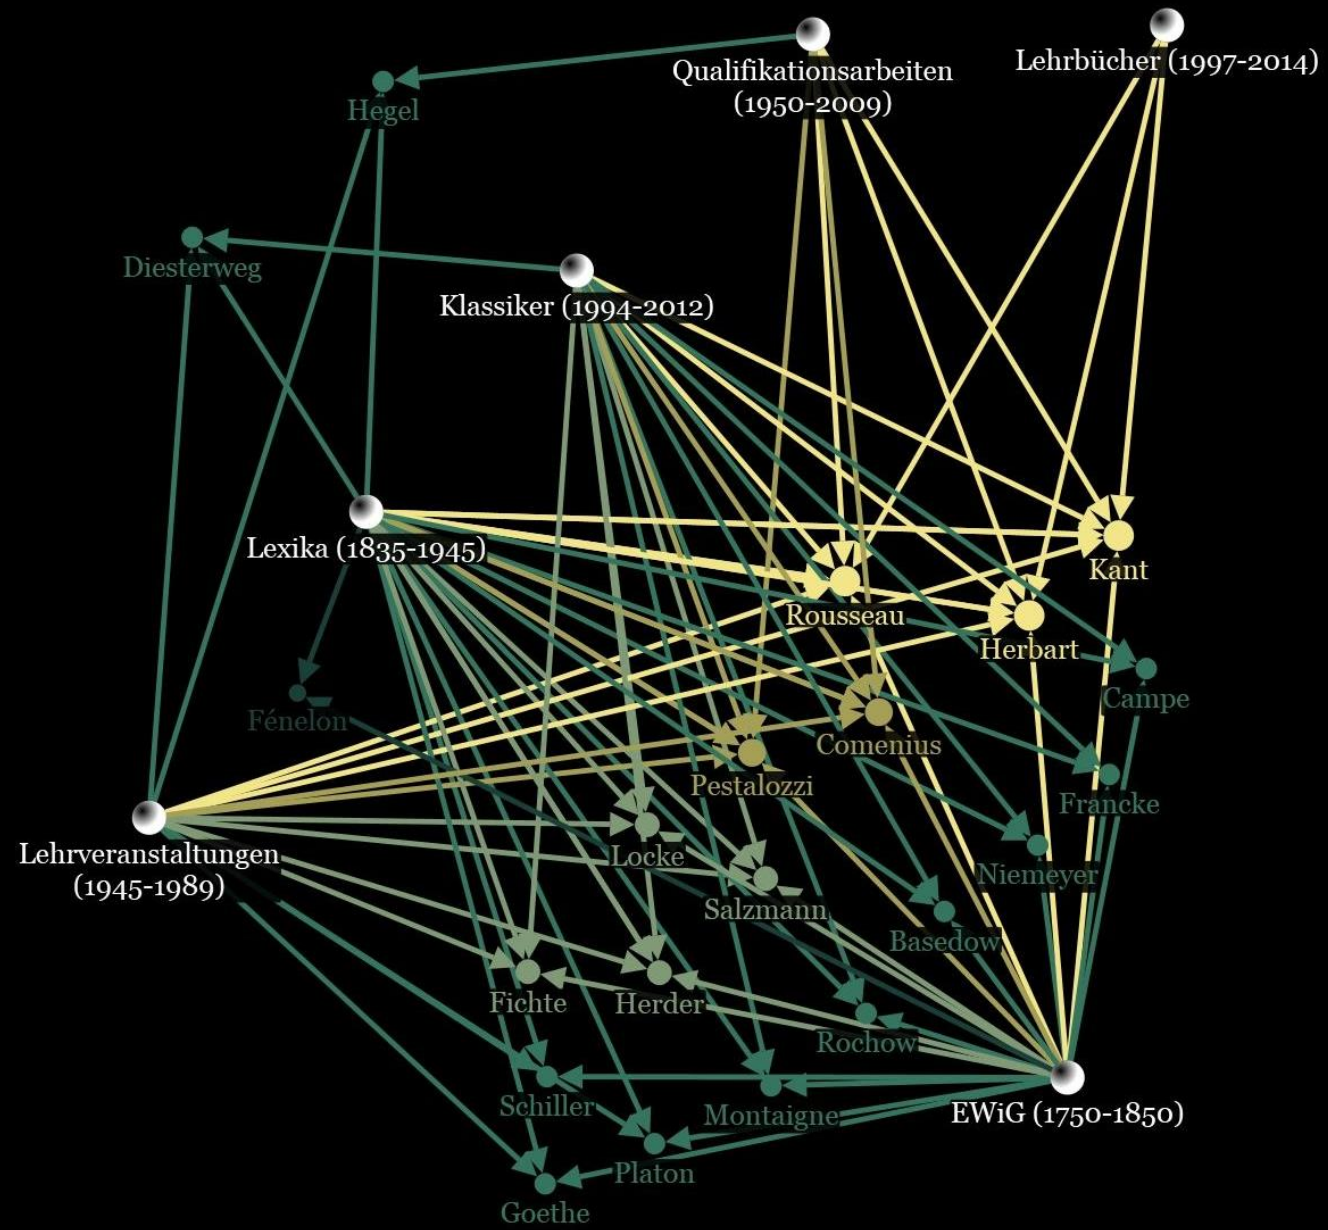 Lehrbücher (1997-2014)
Qualifikationsarbeiten
(1950-2009)
Hegel
Diesterweg
Klassiker (1994-2012)
Lexika (1835-1945)
Kant
Rousseau
Herbart
Campe
Fénelon
Comenius
Pestalozzi
Francke
Lehrveranstaltungen
(1945-1989)
Locke
Niemeyer
Salzmann
Basedow
Fichte
Herder
Rochow
Schiller
Montaigne
EWiG (1750-1850)
Platon
Goethe